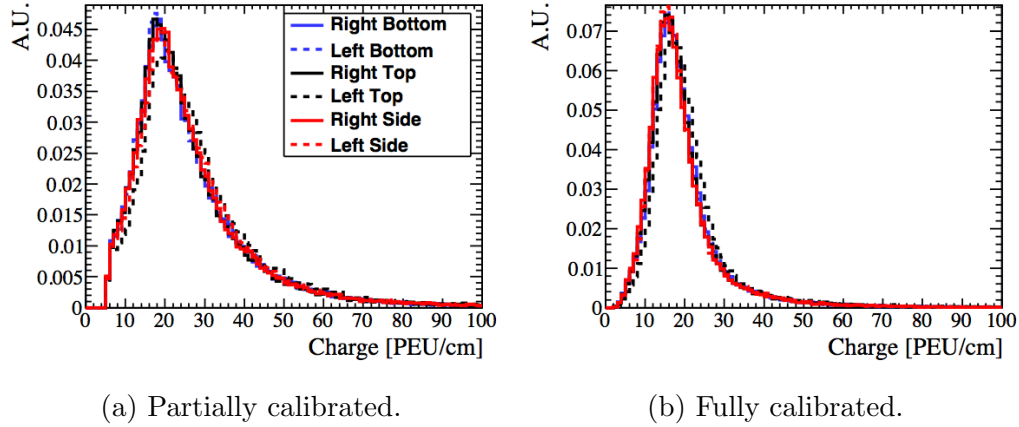 A.U.
0.045
0.04
0.035
0.03
0.025
0.02
0.015
0.01
0.005
0
0 10 20 30 40 50 60 70 80 90 100
Charge [PEU/cm]
Right Bottom
Left Bottom
Right Top
Left Top
Right Side
Left Side
A.U.
0.07
0.06
0.05
0.04
0.03
0.02
0.01
0
0 10 20 30 40 50 60 70 80 90 100
Charge [PEU/cm]
(a) Partially calibrated.
(b) Fully calibrated.